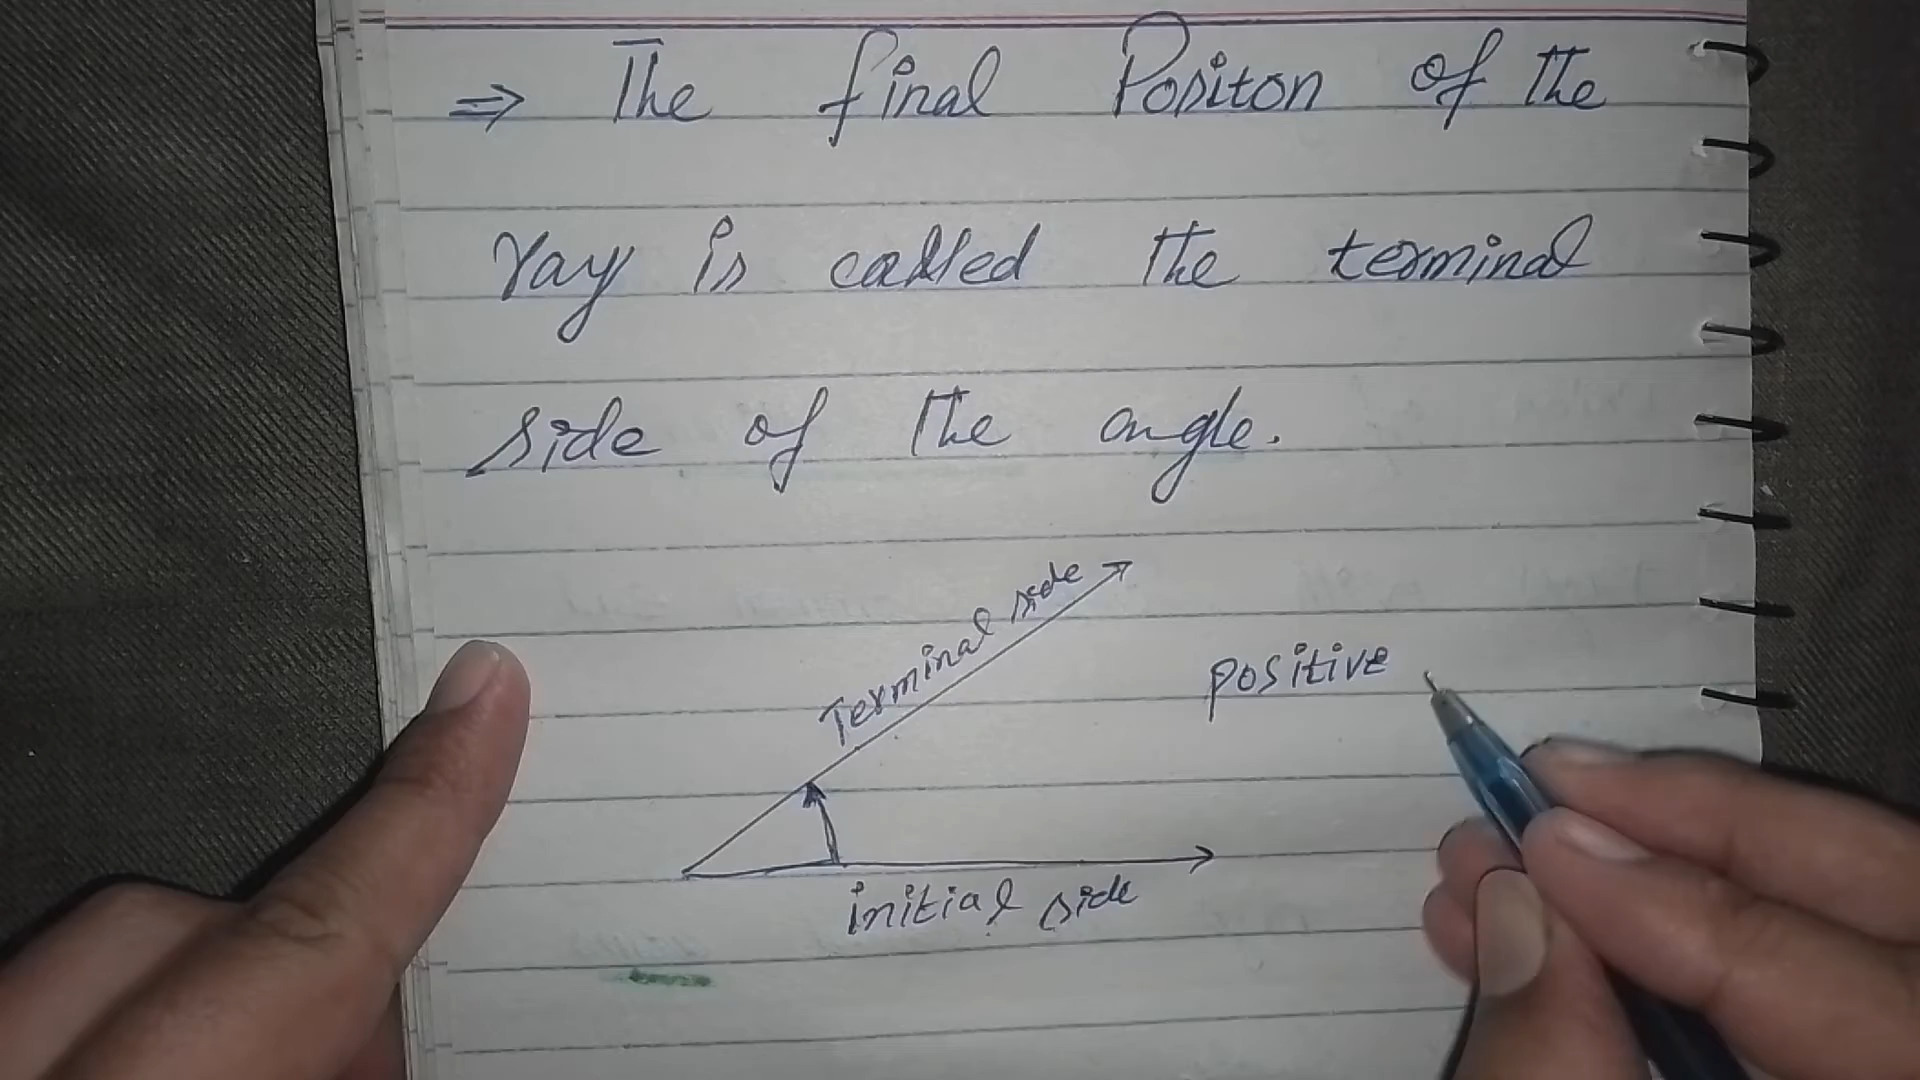 ⇒ The final Positon of the
ray is called the terminal
side of the angle.
Terminal side
positive
initial side